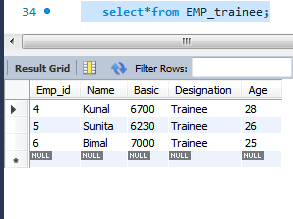 34 select*from EMP_trainee;
Result Grid Filter Rows:
Emp_id Name Basic Designation Age
4 Kunal 6700 Trainee 28
5 Sunita 6230 Trainee 26
6 Bimal 7000 Trainee 25
NULL NULL NULL NULL NULL